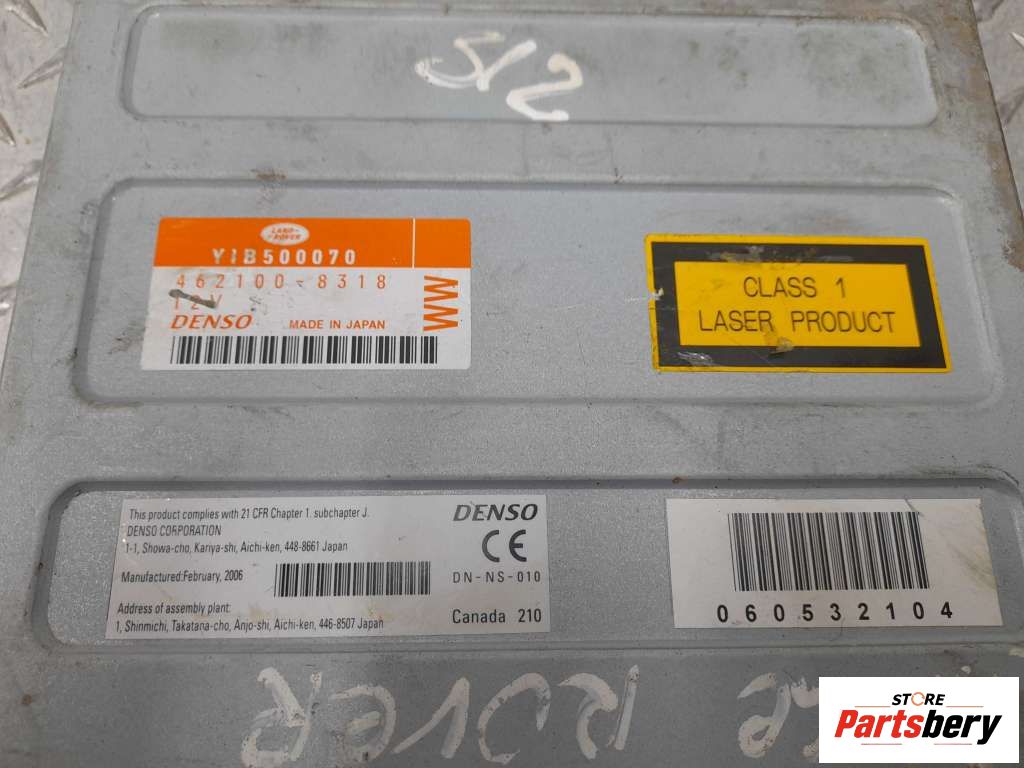 LAND-
ROVER
YIB500070
462100-8318
12V
DENSO MADE IN JAPAN
WW
CLASS 1
LASER PRODUCT
This product complies with 21 CFR Chapter 1. subchapter J.
DENSO CORPORATION
1-1, Showa-cho, Kariya-shi, Aichi-ken, 448-8661 Japan
Manufactured:February, 2006
Address of assembly plant:
1, Shinmichi, Takatana-cho, Anjo-shi, Aichi-ken, 446-8507 Japan
DENSO
CE
DN-NS-010
Canada 210
060532104
ROVER
STORE
Partsbery